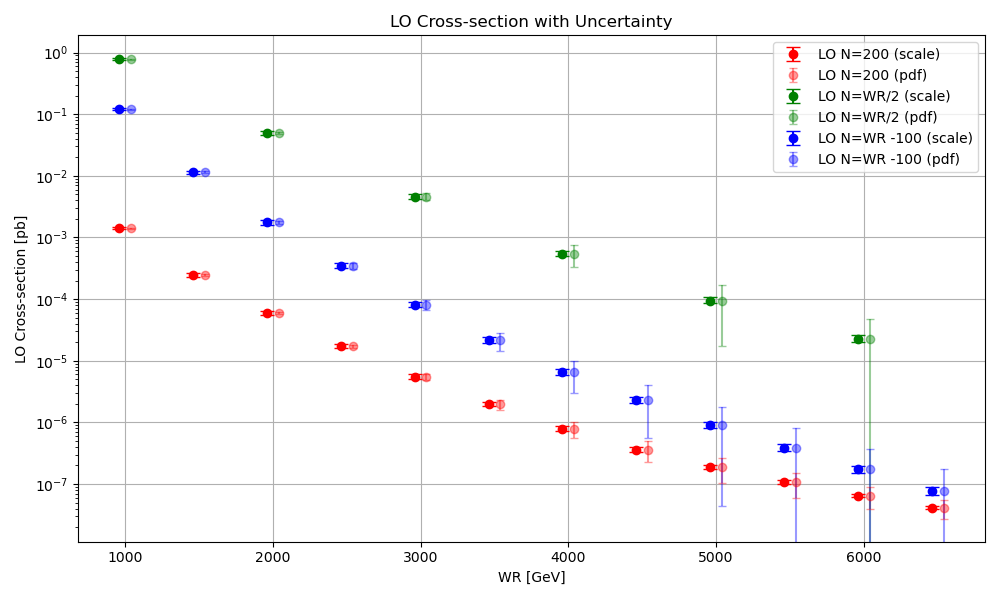 LO Cross-section with Uncertainty
LO Cross-section [pb]
10⁰
10⁻¹
10⁻²
10⁻³
10⁻⁴
10⁻⁵
10⁻⁶
10⁻⁷
LO N=200 (scale)
LO N=200 (pdf)
LO N=WR/2 (scale)
LO N=WR/2 (pdf)
LO N=WR -100 (scale)
LO N=WR -100 (pdf)
1000 2000 3000 4000 5000 6000
WR [GeV]